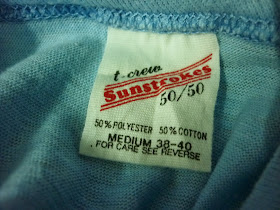 t-crew
Sunstrokes
50/50
50% POLYESTER 50% COTTON
MEDIUM 38-40
FOR CARE SEE REVERSE